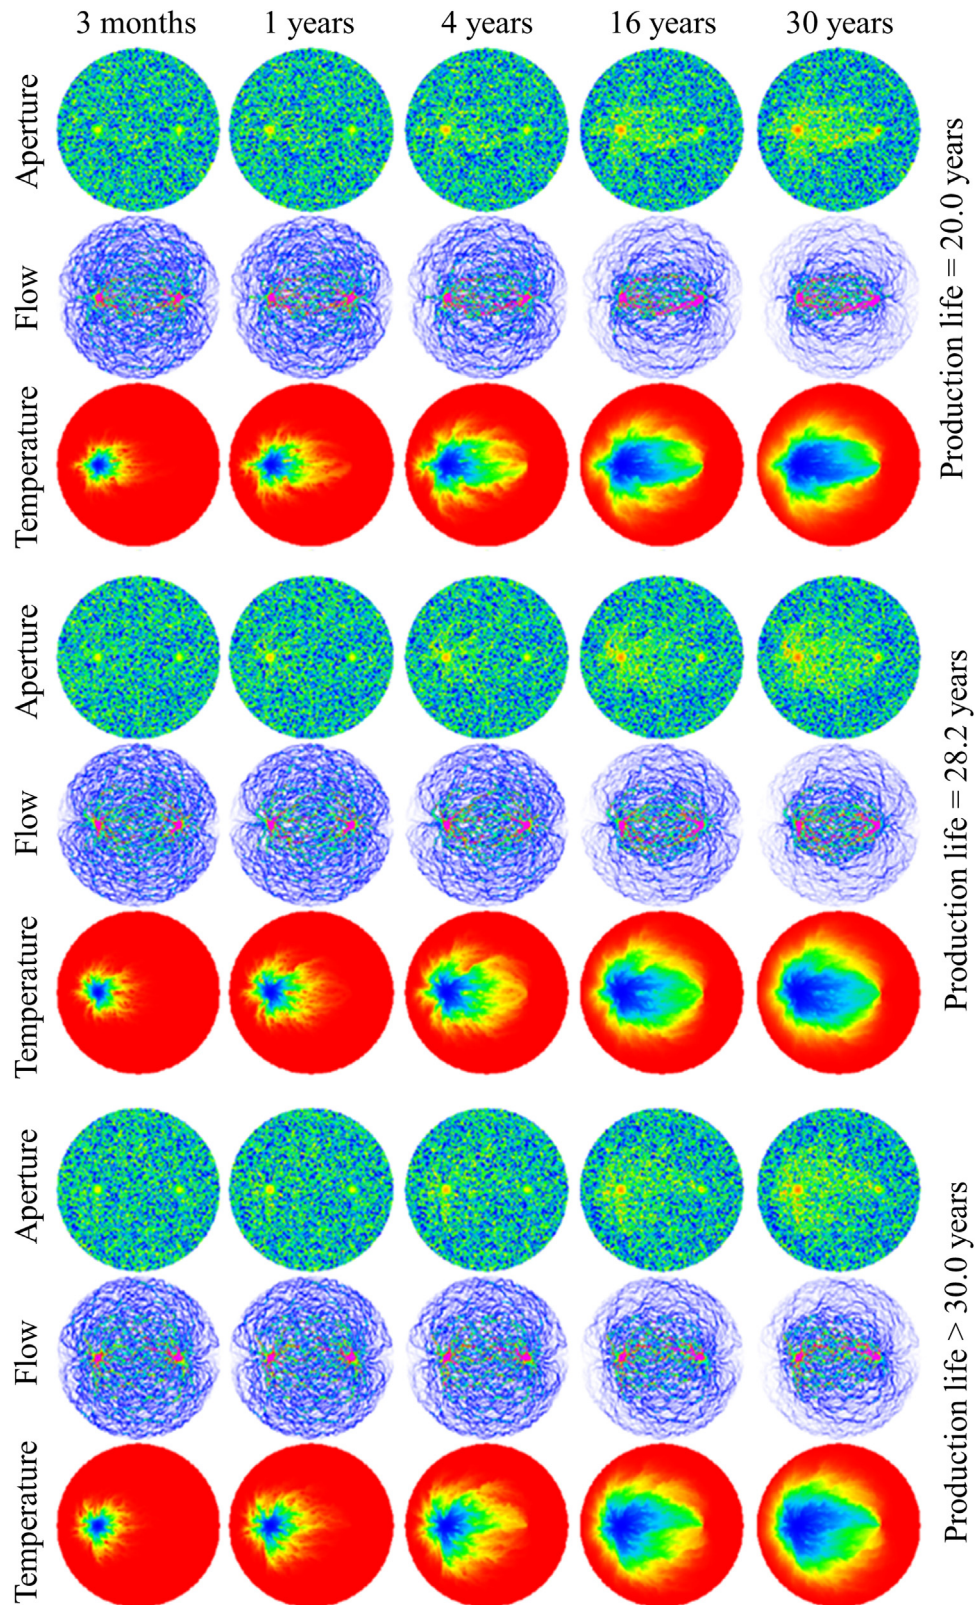 3 months
1 years
4 years
16 years
30 years
Aperture
Flow
Temperature
Production life = 20.0 years
Aperture
Flow
Temperature
Production life = 28.2 years
Aperture
Flow
Temperature
Production life > 30.0 years